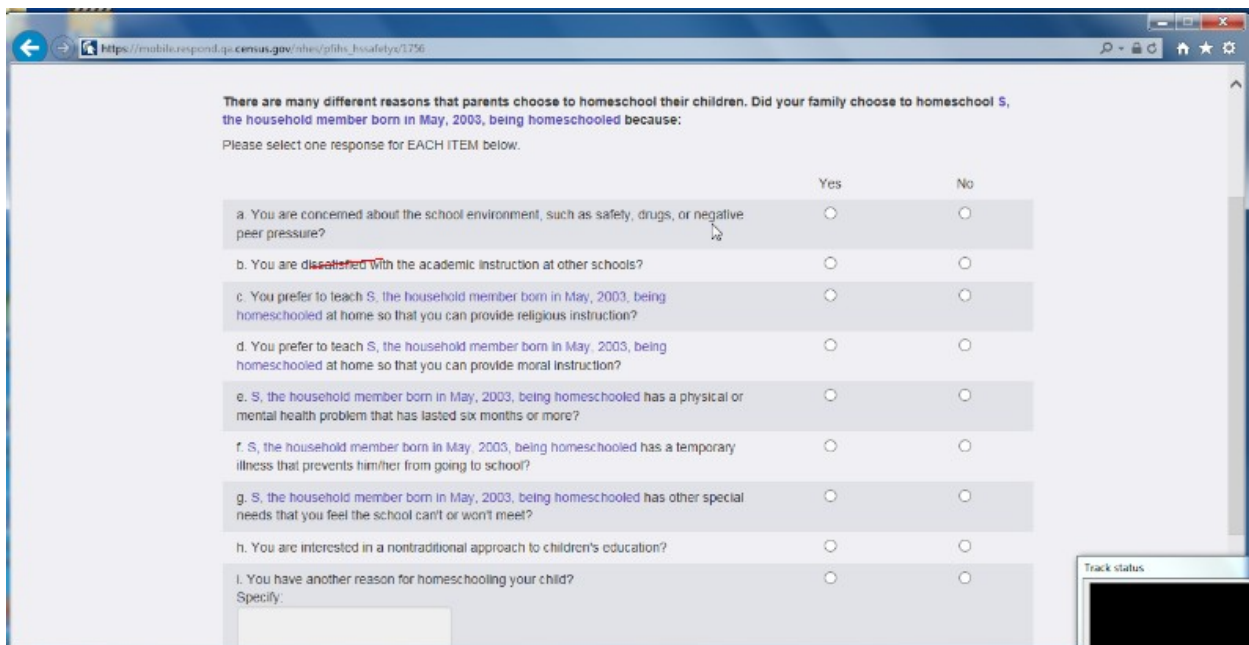 https://mobile.respond.qa.census.gov/nhes/pfihs_hssafetyx/1756
There are many different reasons that parents choose to homeschool their children. Did your family choose to homeschool S,
the household member born in May, 2003, being homeschooled because:
Please select one response for EACH ITEM below.
Yes No
a. You are concerned about the school environment, such as safety, drugs, or negative
peer pressure?
b. You are dissatisfied with the academic instruction at other schools?
c. You prefer to teach S, the household member born in May, 2003, being
homeschooled at home so that you can provide religious instruction?
d. You prefer to teach S, the household member born in May, 2003, being
homeschooled at home so that you can provide moral instruction?
e. S, the household member born in May, 2003, being homeschooled has a physical or
mental health problem that has lasted six months or more?
f. S, the household member born in May, 2003, being homeschooled has a temporary
illness that prevents him/her from going to school?
g. S, the household member born in May, 2003, being homeschooled has other special
needs that you feel the school can't or won't meet?
h. You are interested in a nontraditional approach to children's education?
i. You have another reason for homeschooling your child?
Specify:
Track status